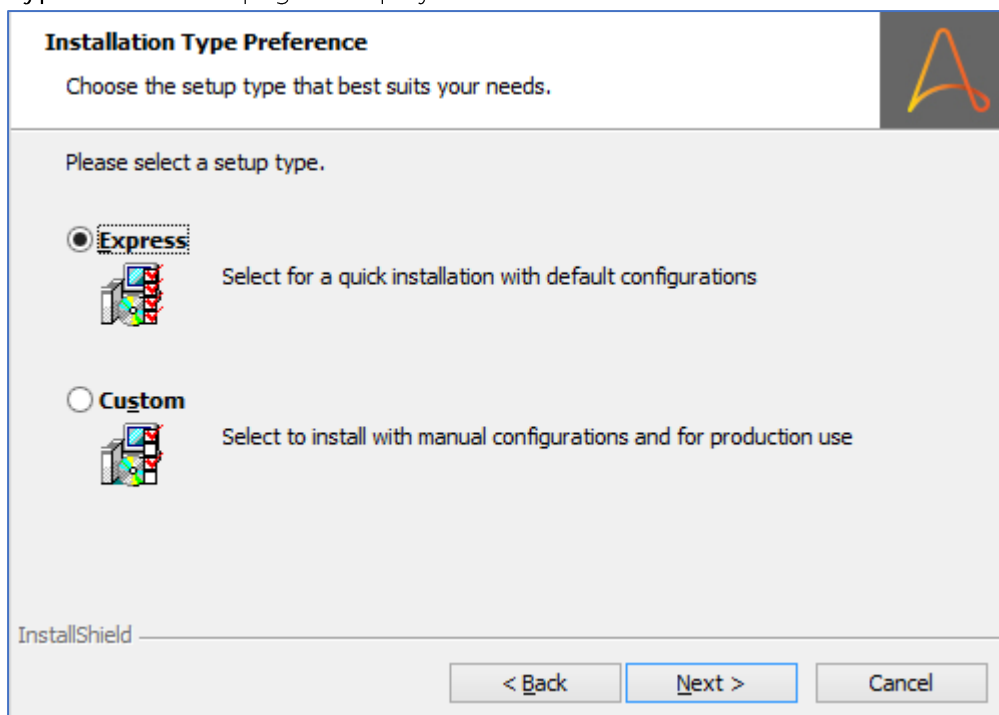 Installation Type Preference
Choose the setup type that best suits your needs.
Please select a setup type.
Express
Select for a quick installation with default configurations
Custom
Select to install with manual configurations and for production use
InstallShield
< Back Next > Cancel